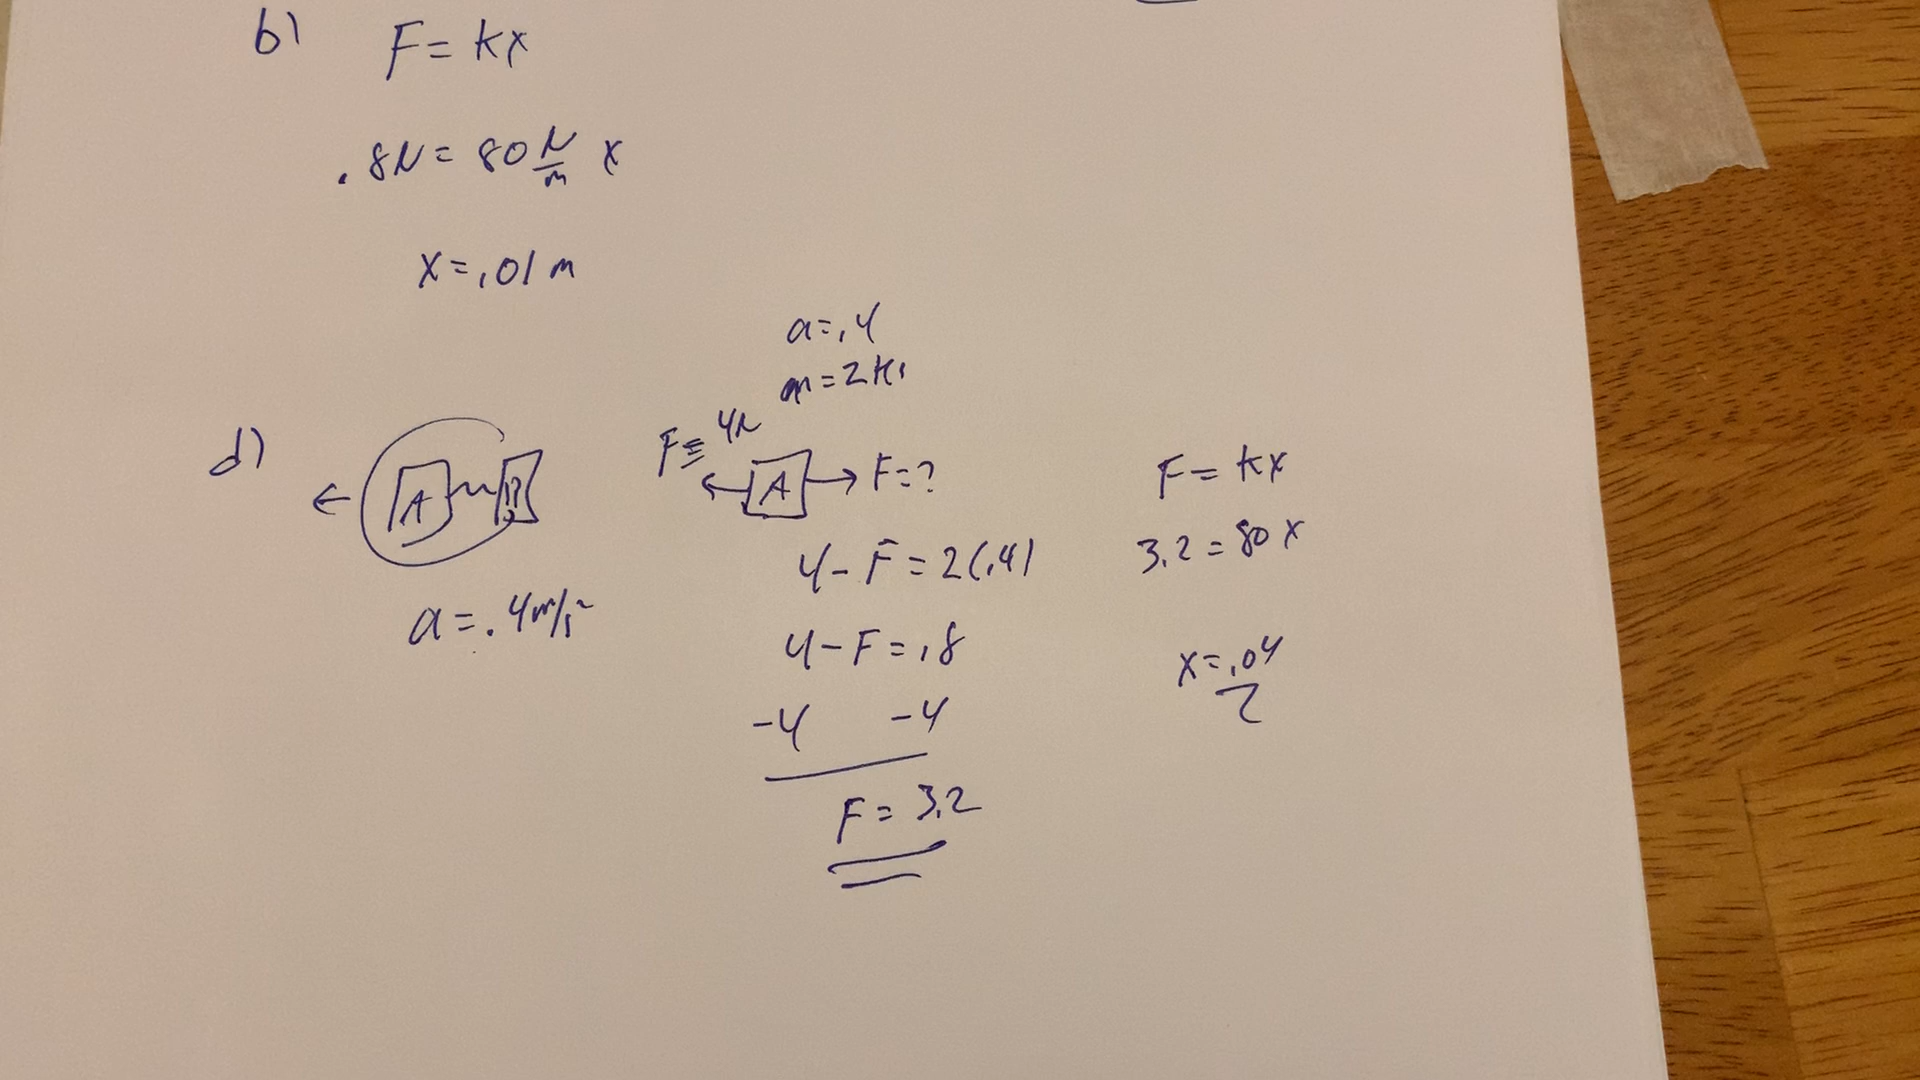 b)
F = kx
.8N = 80 N/m x
x = .01 m
d)
A B
a = .4 m/s²
a = .4
m = 2
F = 4N
A
F = ?
4 - F = 2(.4)
4 - F = .8
-4 -4
F = 3.2
F = kx
3.2 = 80 x
x = .04